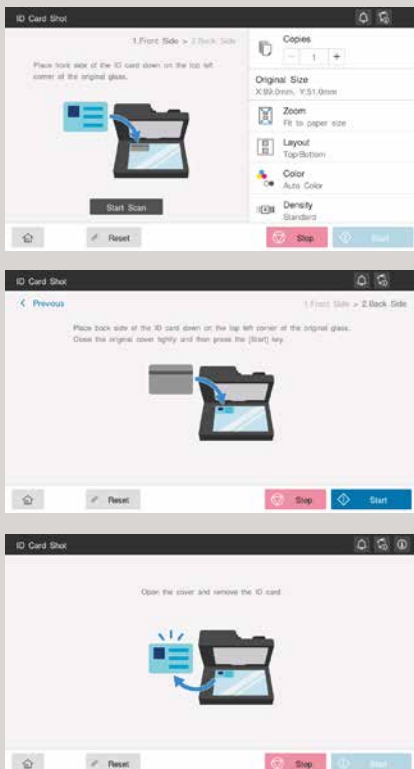 ID Card Shot
1.Front Side > 2.Back Side
Place front side of the ID card down on the top left
corner of the original glass.
Start Scan
Copies
− 1 +
Original Size
X:89.0mm, Y:51.0mm
Zoom
Fit to paper size
Layout
Top-Bottom
Color
Auto Color
Density
Standard
Reset
Stop
Start
ID Card Shot
Prevous
1.Front Side > 2.Back Side
Place back side of the ID card down on the top left corner of the original glass.
Close the original cover tightly and then press the [Start] key.
Reset
Stop
Start
ID Card Shot
Open the cover and remove the ID card
Reset
Stop
Start